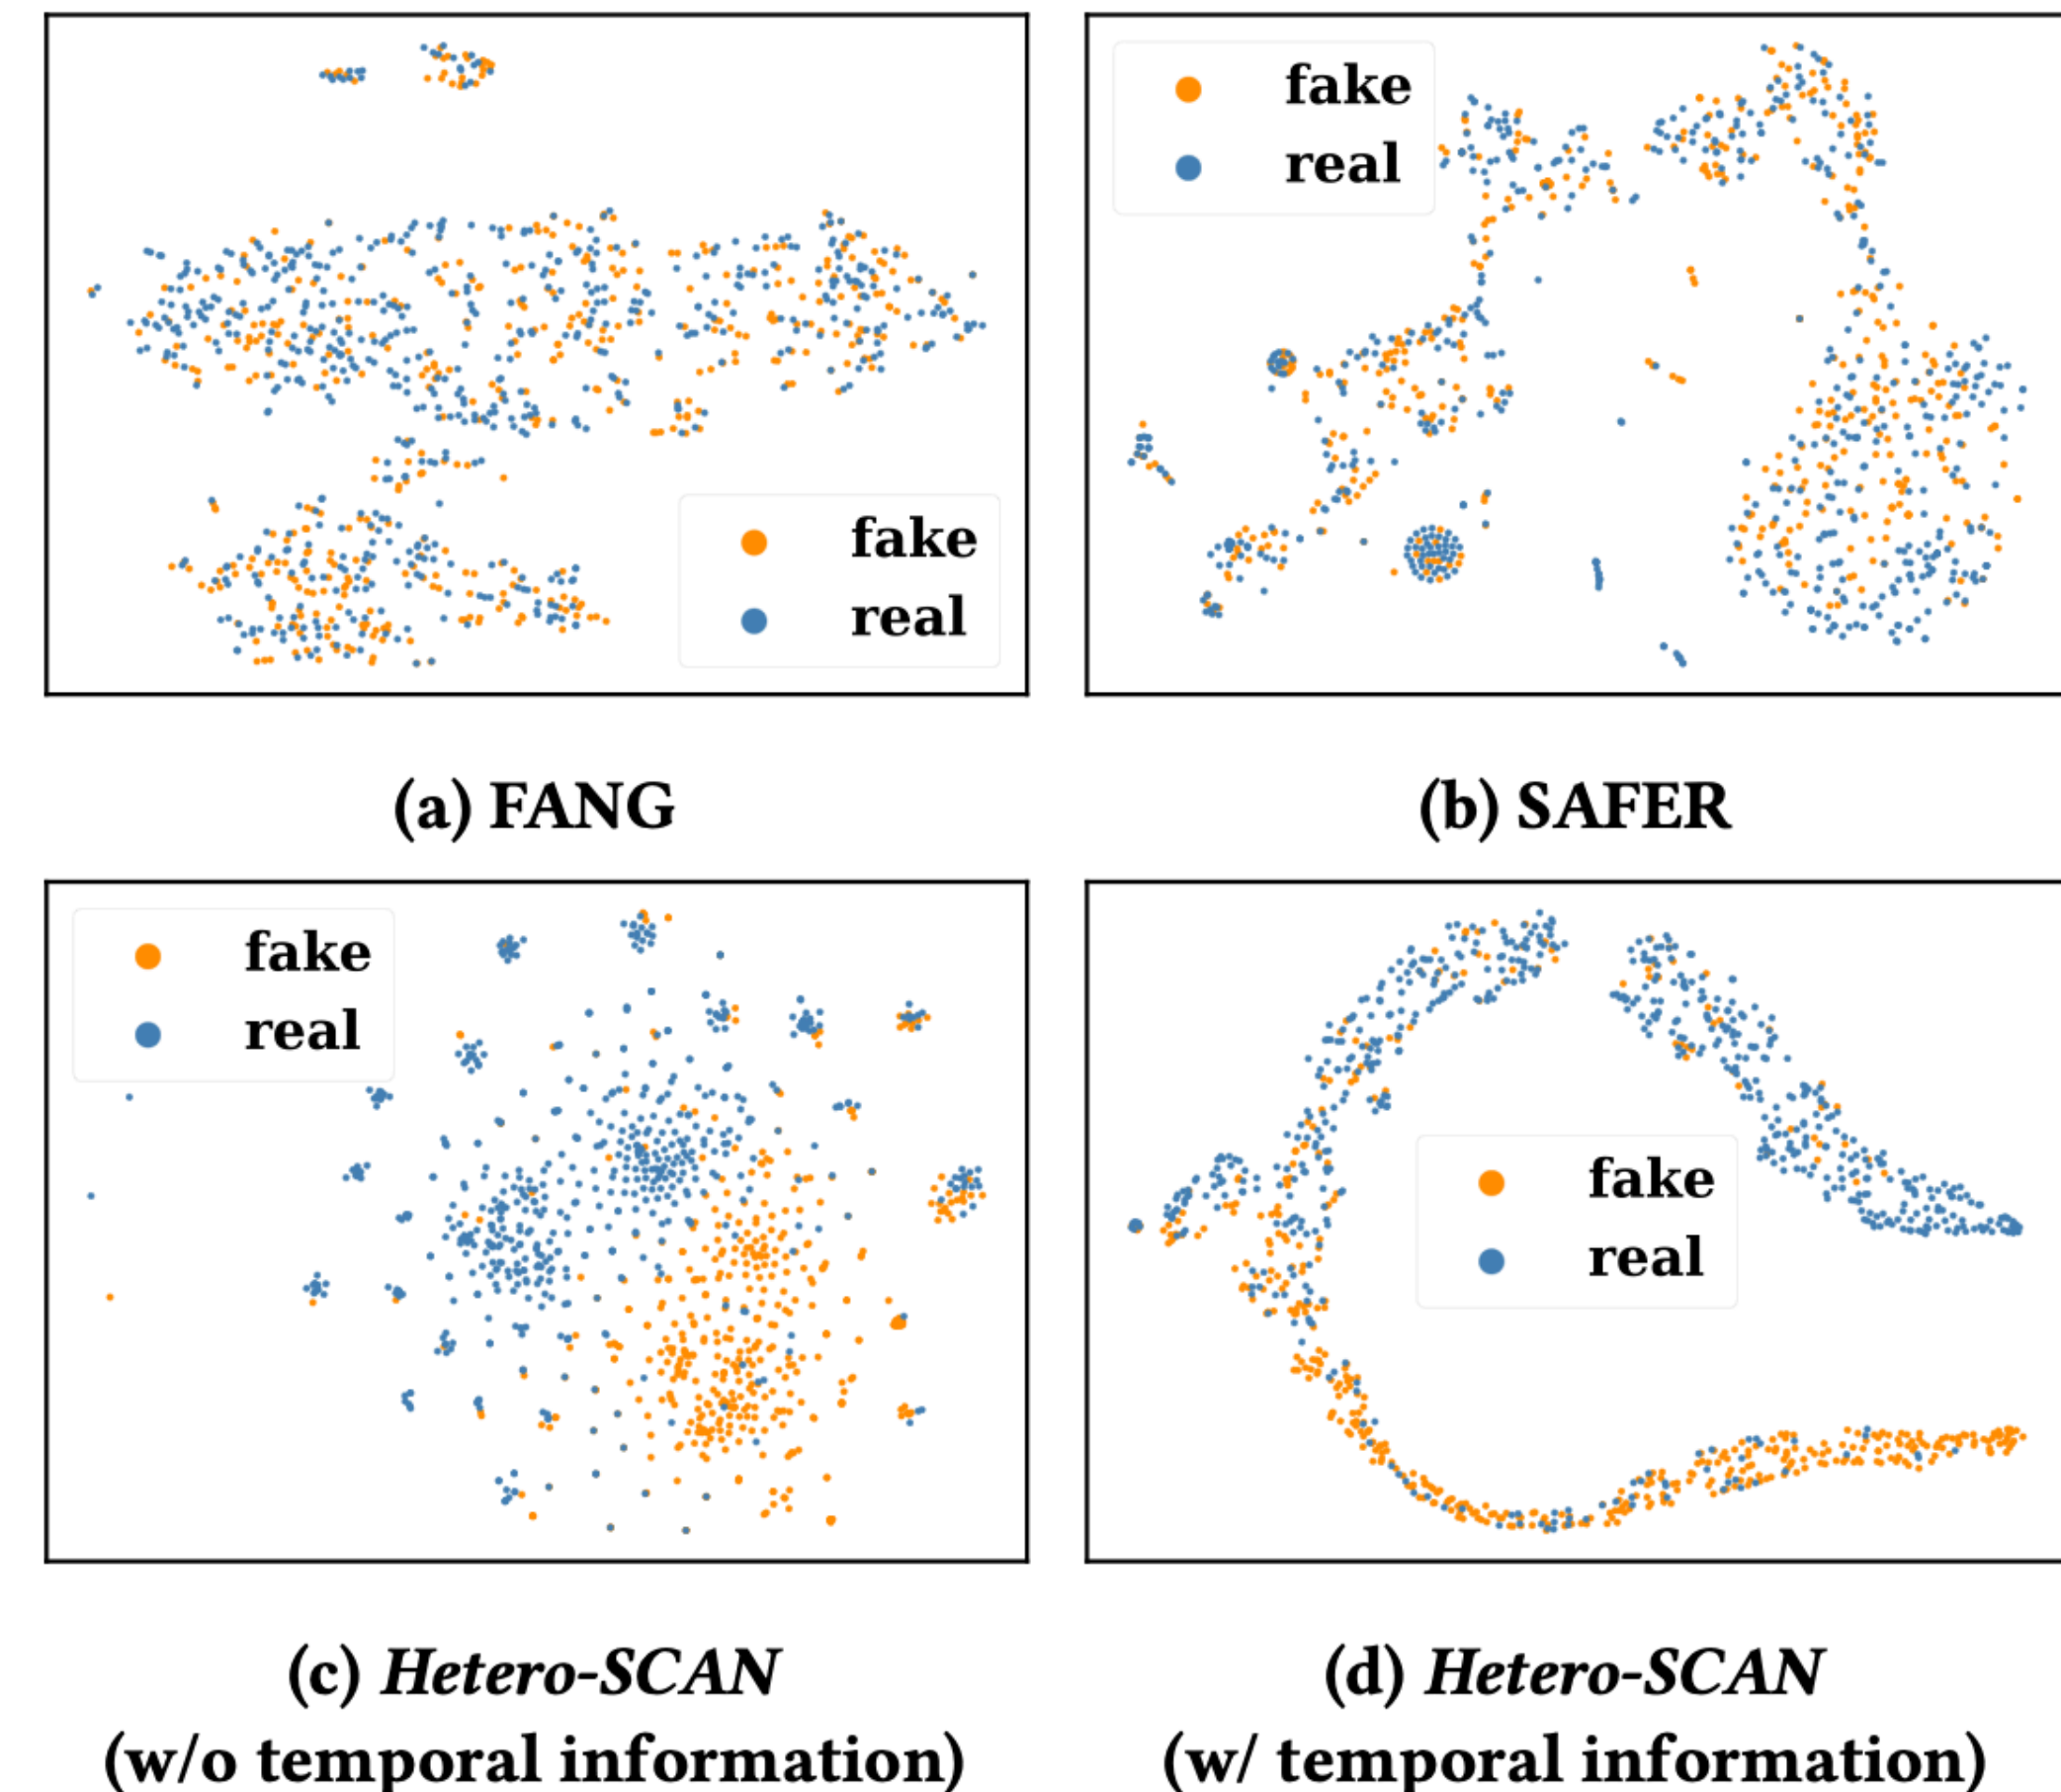 fake
real
fake
real
(a) FANG
(b) SAFER
fake
real
fake
real
(c) Hetero-SCAN
(w/o temporal information)
(d) Hetero-SCAN
(w/ temporal information)